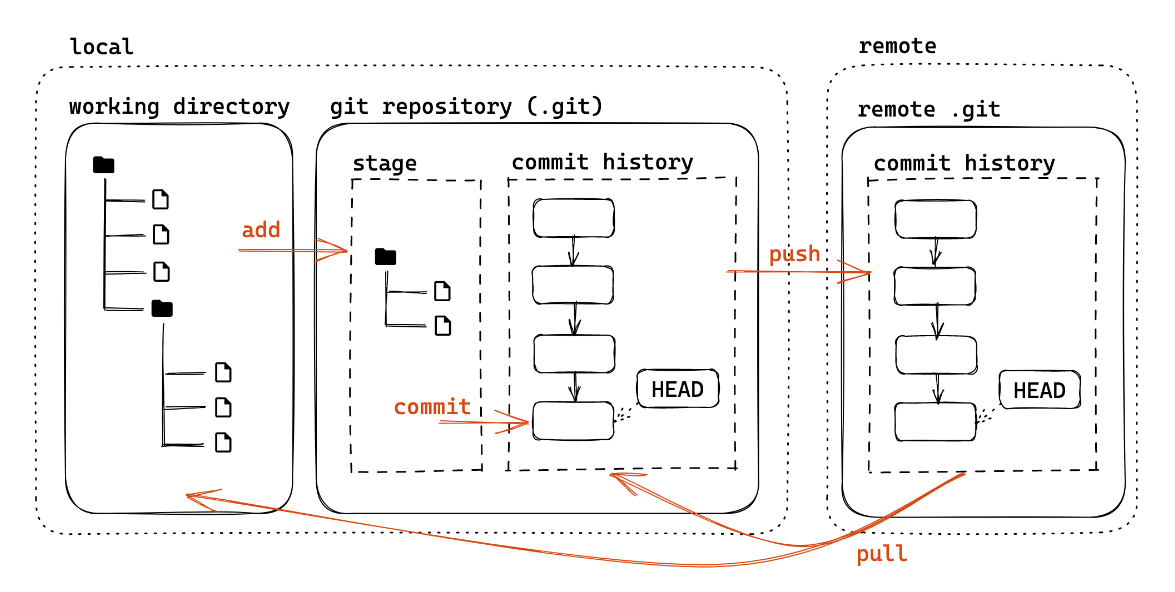 local
remote
working directory
git repository (.git)
remote .git
stage
commit history
commit history
add
push
HEAD
HEAD
commit
pull